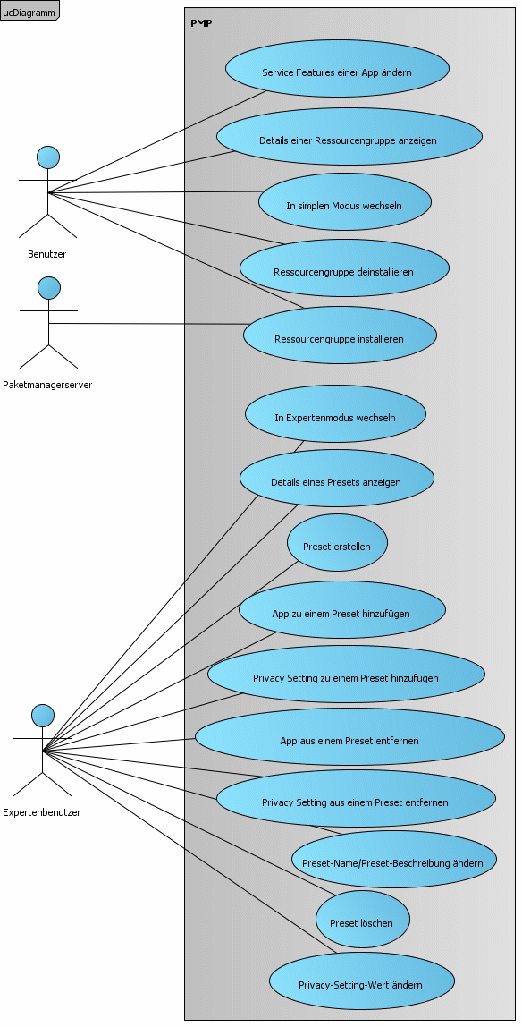 ucDiagramm
PMP
Service Features einer App ändern
Details einer Ressourcengruppe anzeigen
In simplen Modus wechseln
Benutzer
Ressourcengruppe deinstalieren
Ressourcengruppe installieren
Paketmanagerserver
In Expertenmodus wechseln
Details eines Presets anzeigen
Preset erstellen
App zu einem Preset hinzufügen
Privacy Setting zu einem Preset hinzufügen
App aus einem Preset entfernen
Privacy Setting aus einem Preset entfernen
Expertenbenutzer
Preset-Name/Preset-Beschreibung ändern
Preset löschen
Privacy-Setting-Wert ändern